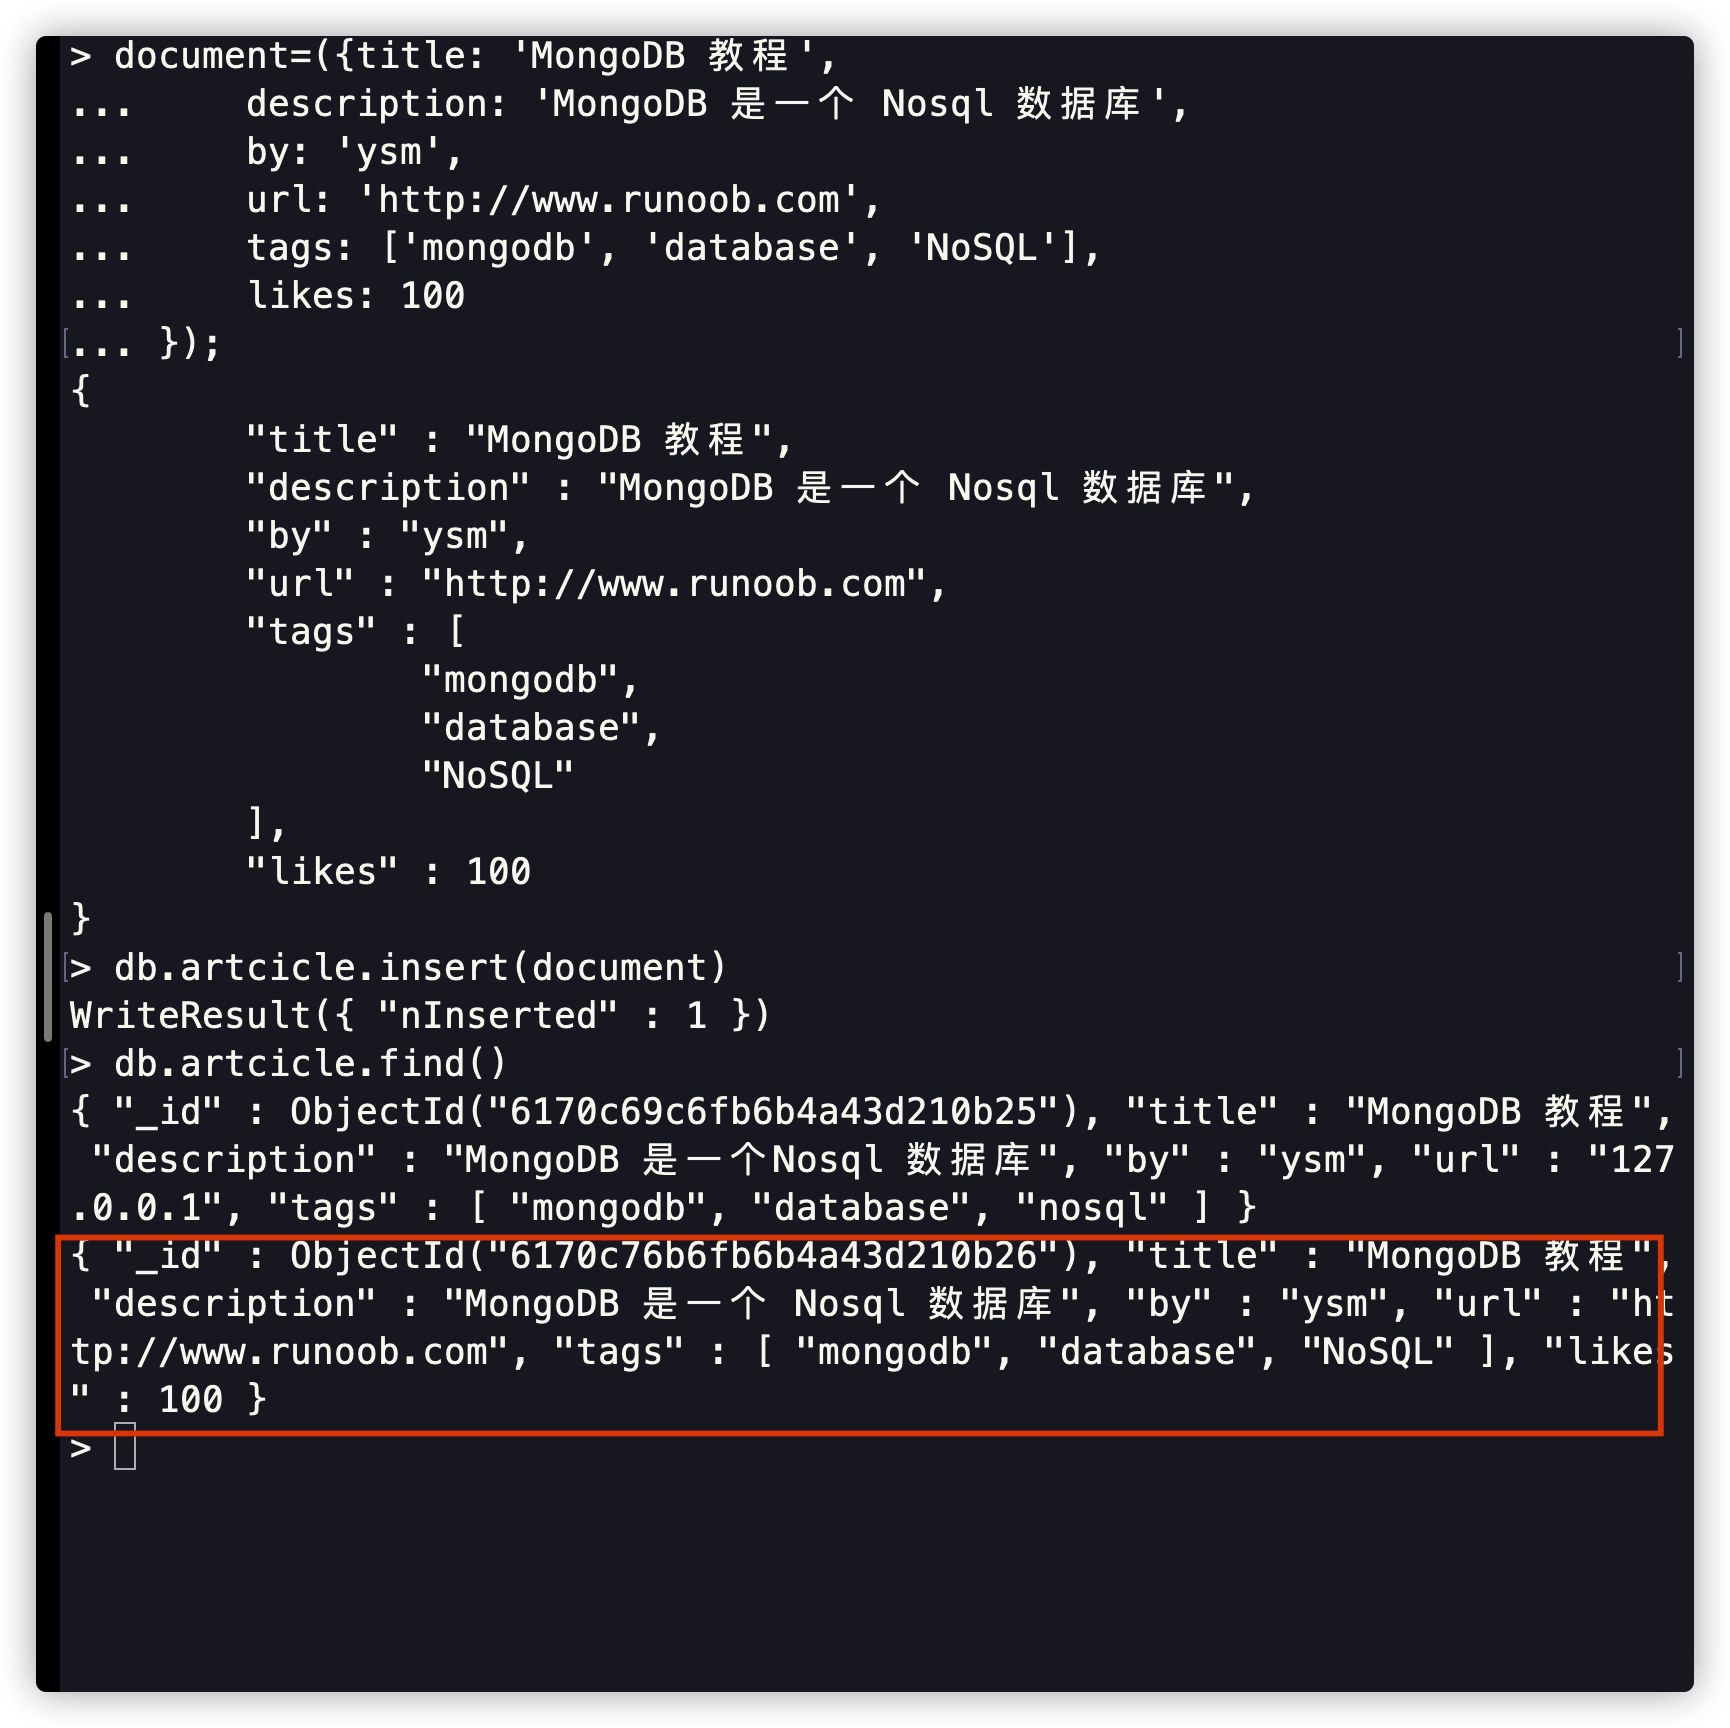 > document=({title: 'MongoDB 教程',
...     description: 'MongoDB 是一个 Nosql 数据库',
...     by: 'ysm',
...     url: 'http://www.runoob.com',
...     tags: ['mongodb', 'database', 'NoSQL'],
...     likes: 100
[... });                                                                  ]
{
        "title" : "MongoDB 教程",
        "description" : "MongoDB 是一个 Nosql 数据库",
        "by" : "ysm",
        "url" : "http://www.runoob.com",
        "tags" : [
                "mongodb",
                "database",
                "NoSQL"
        ],
        "likes" : 100
}
[> db.artcicle.insert(document)                                           ]
WriteResult({ "nInserted" : 1 })
[> db.artcicle.find()                                                     ]
{ "_id" : ObjectId("6170c69c6fb6b4a43d210b25"), "title" : "MongoDB 教程",
 "description" : "MongoDB 是一个Nosql 数据库", "by" : "ysm", "url" : "127
.0.0.1", "tags" : [ "mongodb", "database", "nosql" ] }
{ "_id" : ObjectId("6170c76b6fb6b4a43d210b26"), "title" : "MongoDB 教程",
 "description" : "MongoDB 是一个 Nosql 数据库", "by" : "ysm", "url" : "ht
tp://www.runoob.com", "tags" : [ "mongodb", "database", "NoSQL" ], "likes
" : 100 }
>